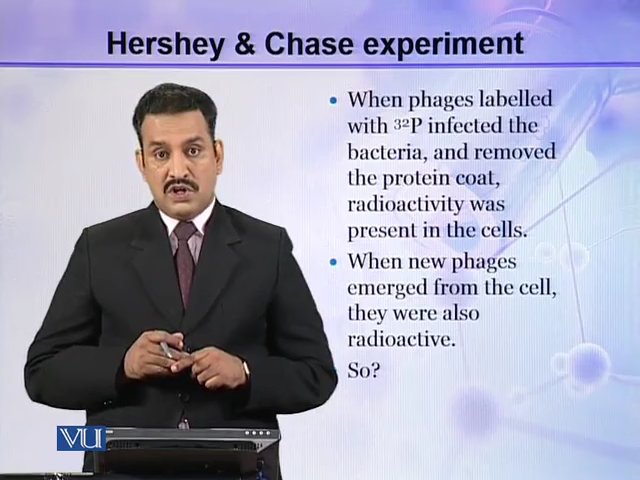 Hershey & Chase experiment
• When phages labelled
with ³²P infected the
bacteria, and removed
the protein coat,
radioactivity was
present in the cells.
• When new phages
emerged from the cell,
they were also
radioactive.
So?
VU